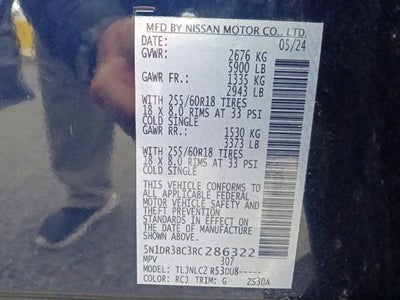 MFD BY NISSAN MOTOR CO., LTD.
DATE: 05/24
GVWR: 2676 KG
5900 LB
GAWR FR.: 1335 KG
2943 LB
WITH 255/60R18 TIRES
18 X 8.0 RIMS AT 33 PSI
COLD SINGLE
GAWR RR.: 1530 KG
3373 LB
WITH 255/60R18 TIRES
18 X 8.0 RIMS AT 33 PSI
COLD SINGLE
THIS VEHICLE CONFORMS TO
ALL APPLICABLE FEDERAL
MOTOR VEHICLE SAFETY AND
THEFT PREVENTION
STANDARDS IN EFFECT ON
THE DATE OF MANUFACTURE
SHOWN ABOVE.
5N1DR3BC3RC286322
MPV 307
MODEL: TLJNLC2 R53DU8-----
COLOR: RCJ TRIM: G ZS30A